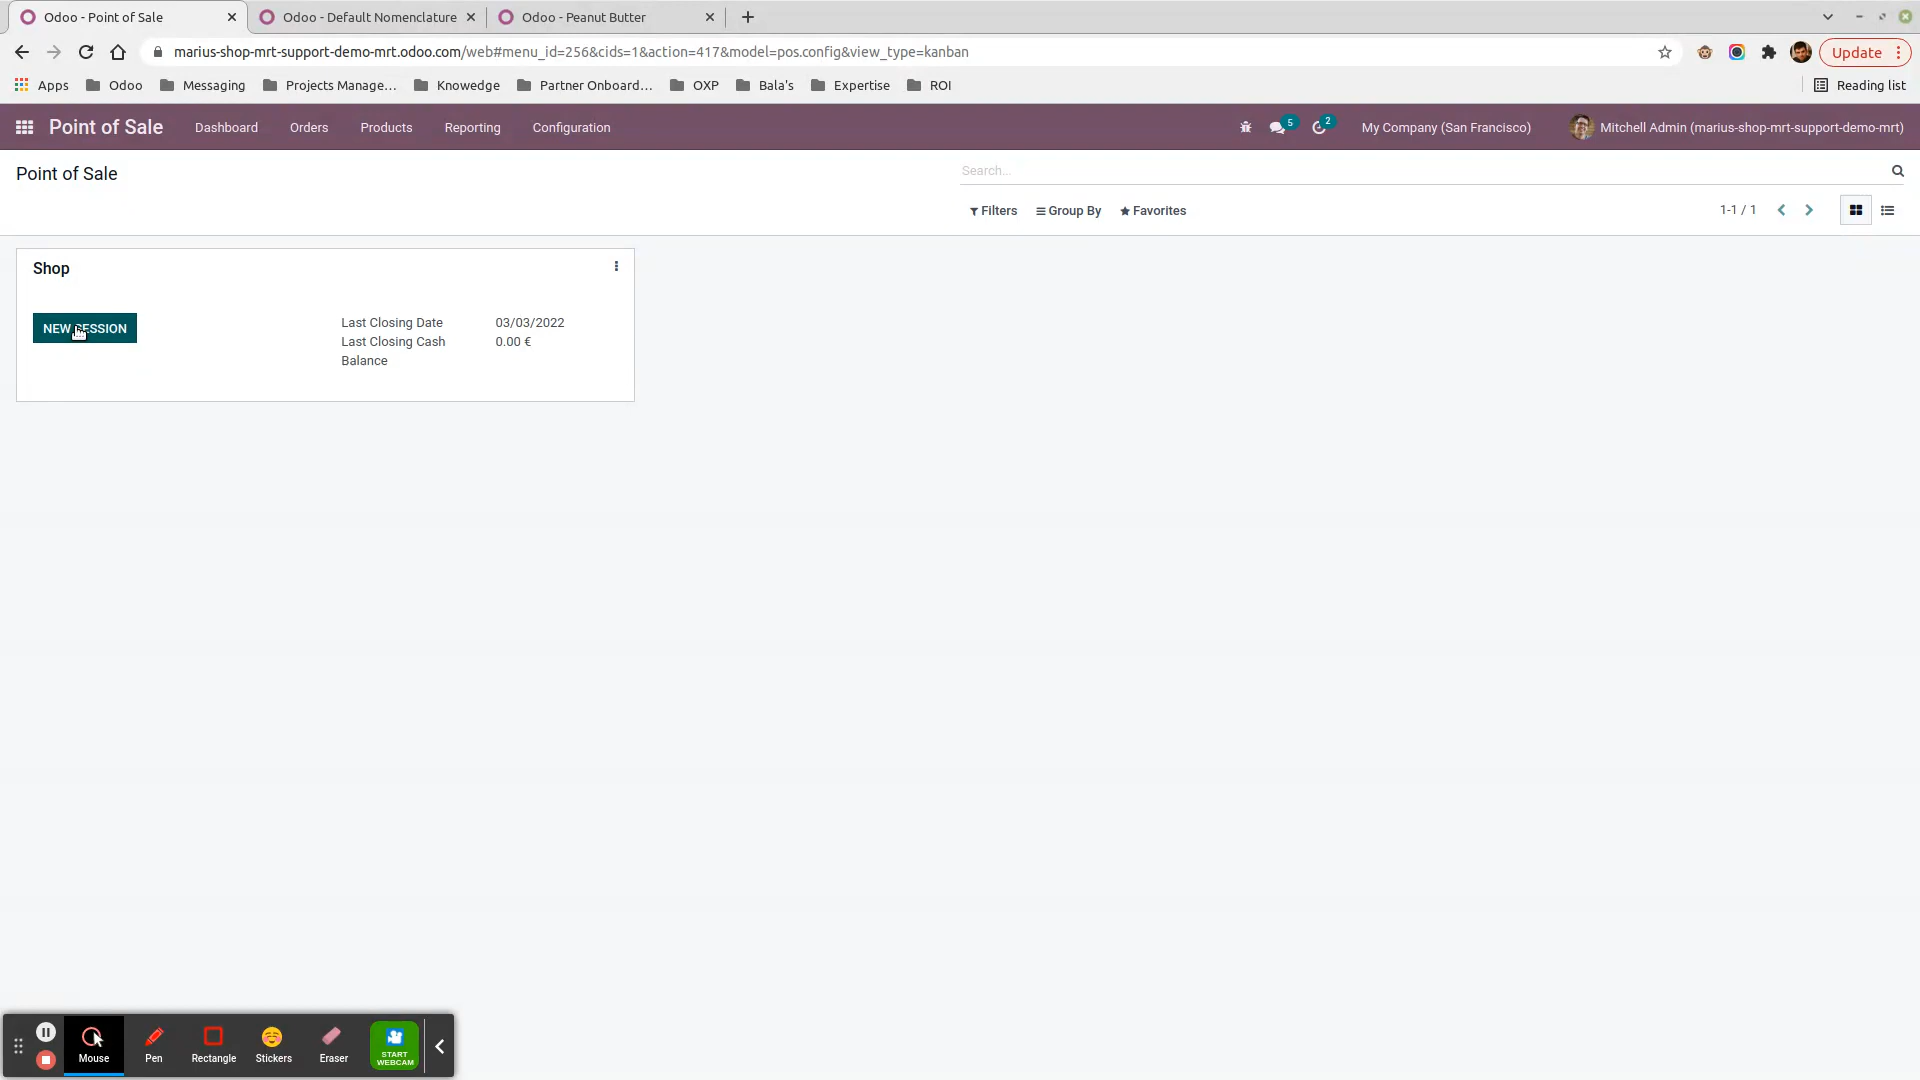 Odoo - Point of Sale
Odoo - Default Nomenclature
Odoo - Peanut Butter
marius-shop-mrt-support-demo-mrt.odoo.com/web#menu_id=256&cids=1&action=417&model=pos.config&view_type=kanban
Update
Apps
Odoo
Messaging
Projects Manage...
Knowedge
Partner Onboard...
OXP
Bala's
Expertise
ROI
Reading list
Point of Sale
Dashboard
Orders
Products
Reporting
Configuration
5
2
My Company (San Francisco)
Mitchell Admin (marius-shop-mrt-support-demo-mrt)
Point of Sale
Search...
Filters
Group By
Favorites
1-1 / 1
Shop
NEW SESSION
Last Closing Date 03/03/2022
Last Closing Cash 0.00 €
Balance
Mouse
Pen
Rectangle
Stickers
Eraser
START
WEBCAM